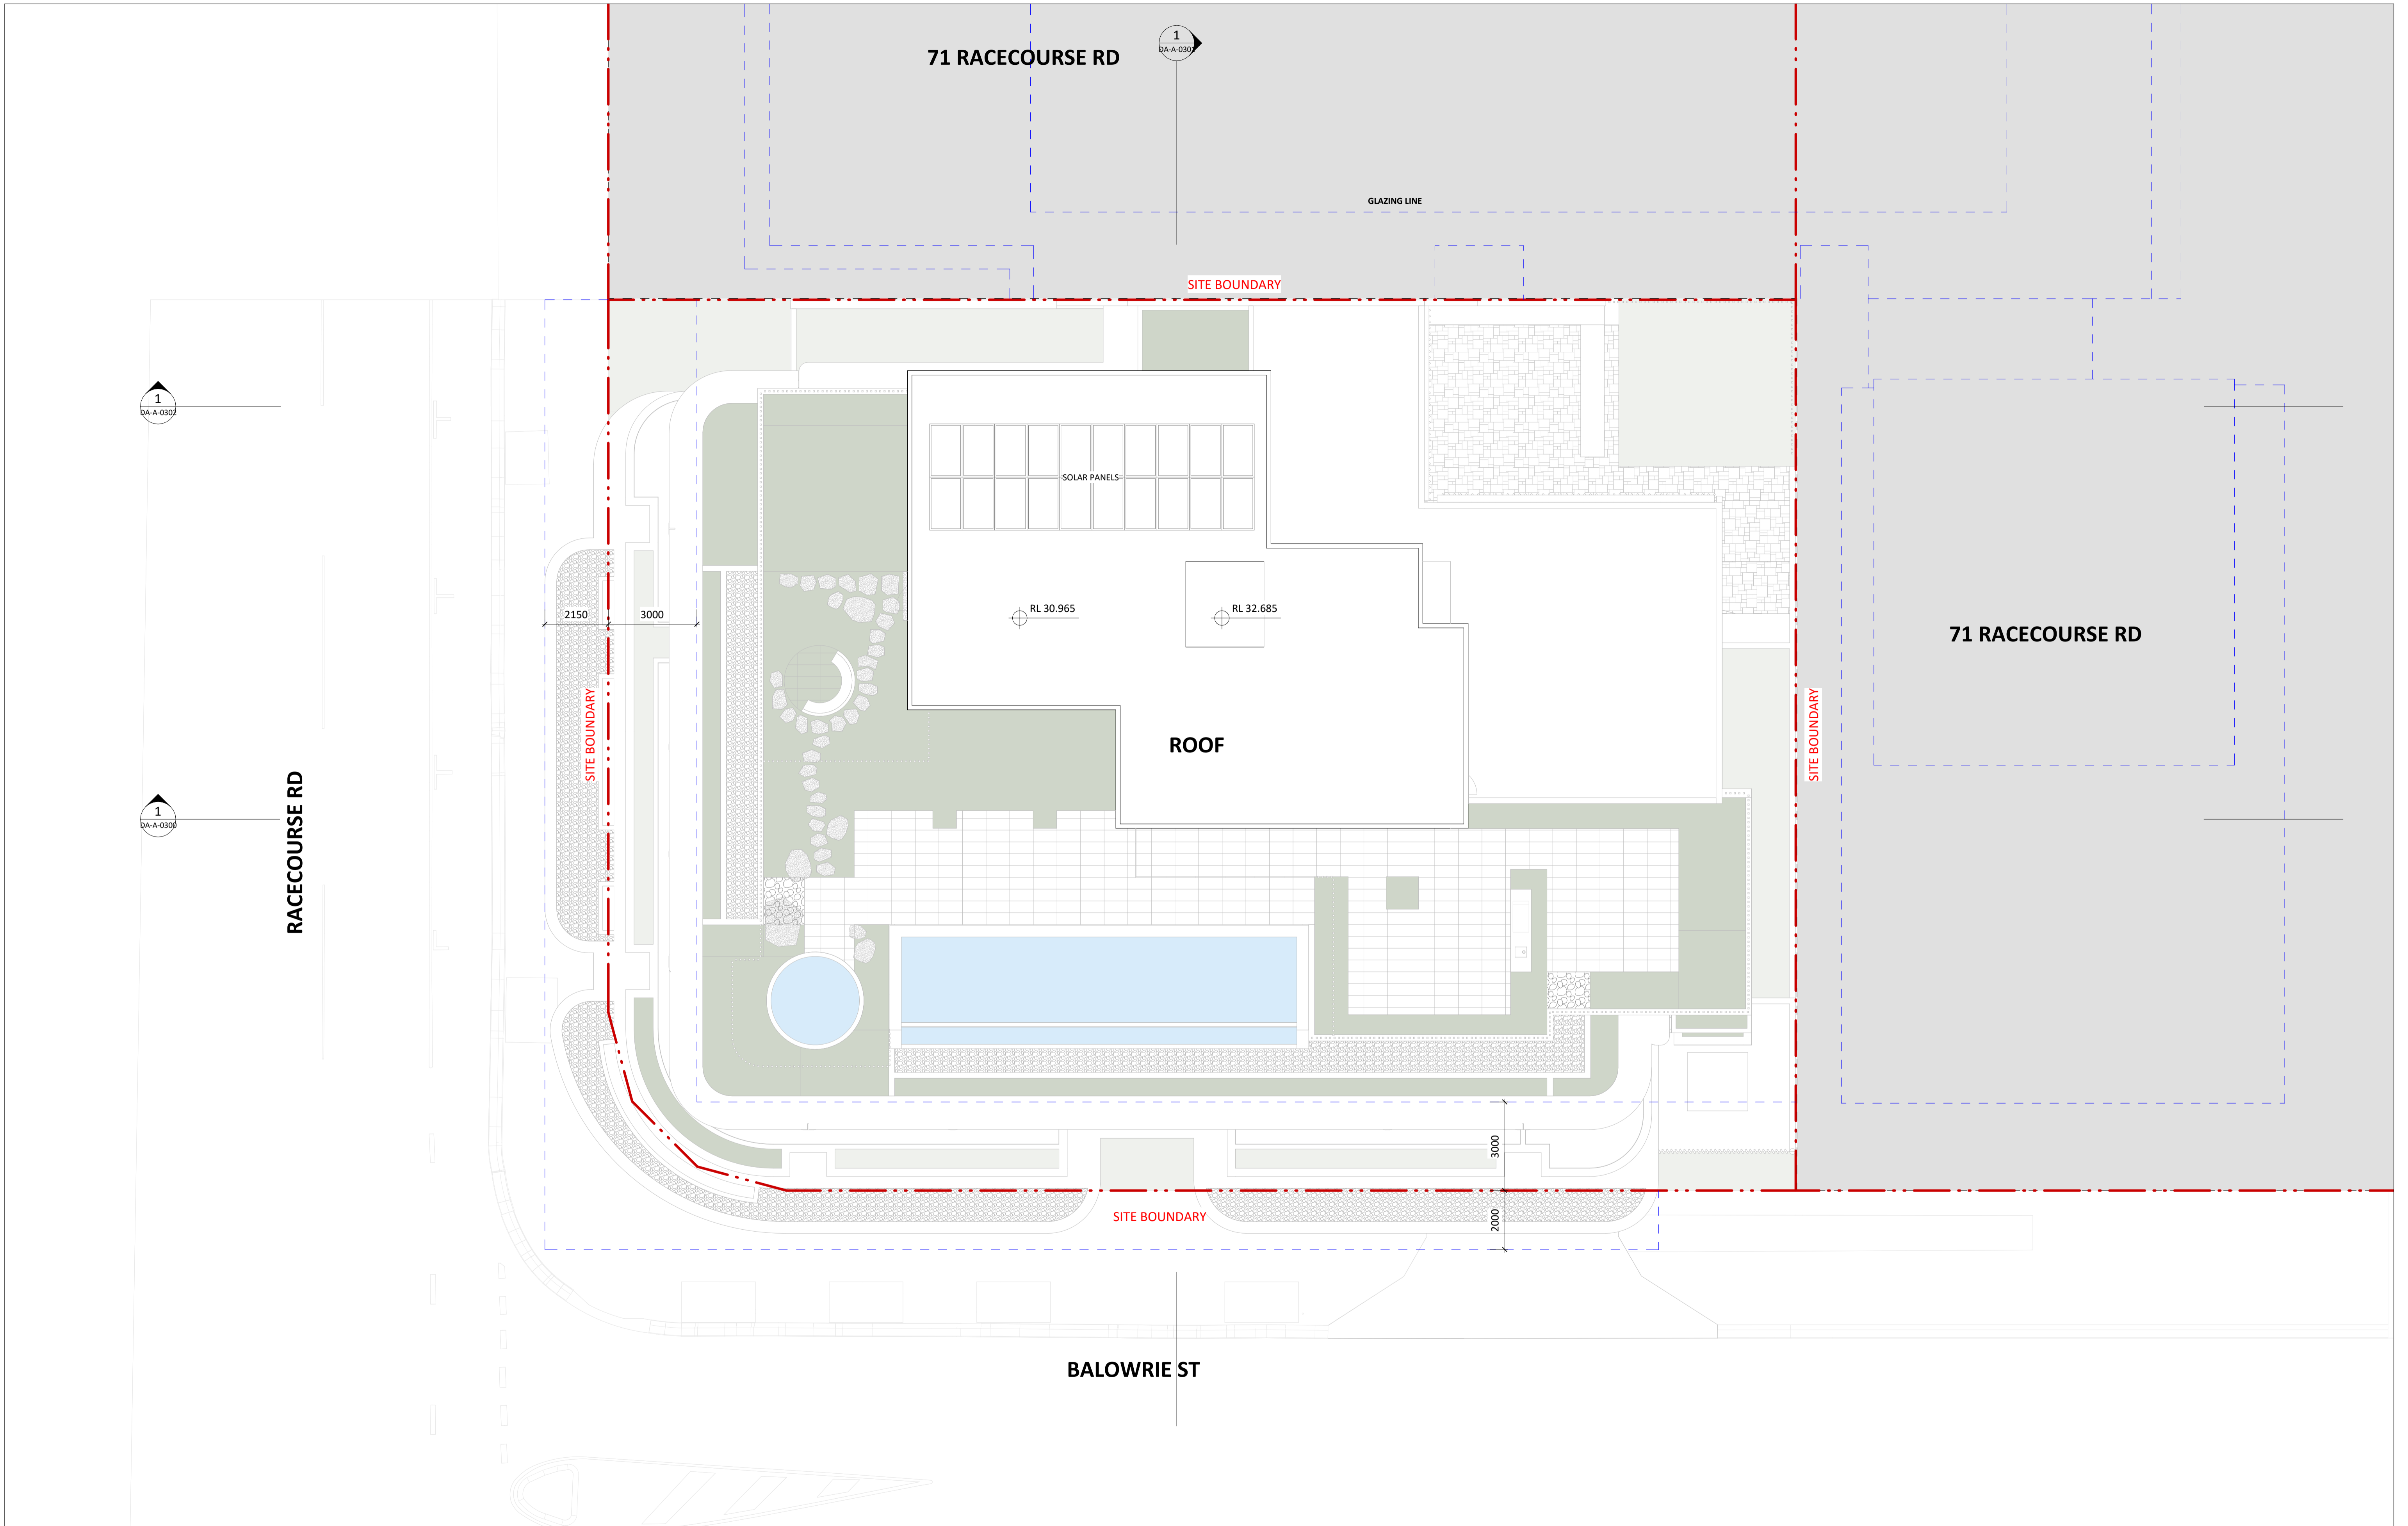 71 RACECOURSE RD
1
DA-A-0301
GLAZING LINE
SITE BOUNDARY
1
DA-A-0302
SOLAR PANELS
RL 30.965
RL 32.685
2150
3000
71 RACECOURSE RD
SITE BOUNDARY
SITE BOUNDARY
ROOF
RACECOURSE RD
1
DA-A-0300
3000
2000
SITE BOUNDARY
BALOWRIE ST